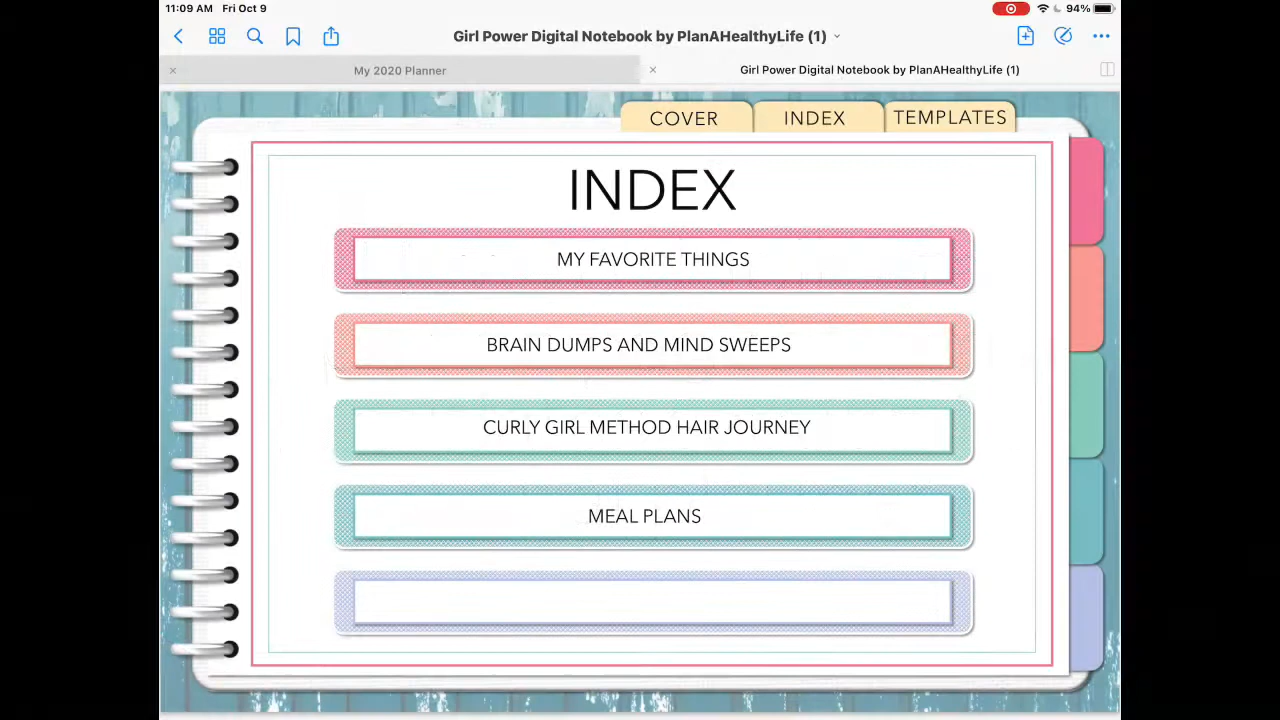 11:09 AM Fri Oct 9
94%
Girl Power Digital Notebook by PlanAHealthyLife (1)
My 2020 Planner
Girl Power Digital Notebook by PlanAHealthyLife (1)
COVER
INDEX
TEMPLATES
INDEX
MY FAVORITE THINGS
BRAIN DUMPS AND MIND SWEEPS
CURLY GIRL METHOD HAIR JOURNEY
MEAL PLANS